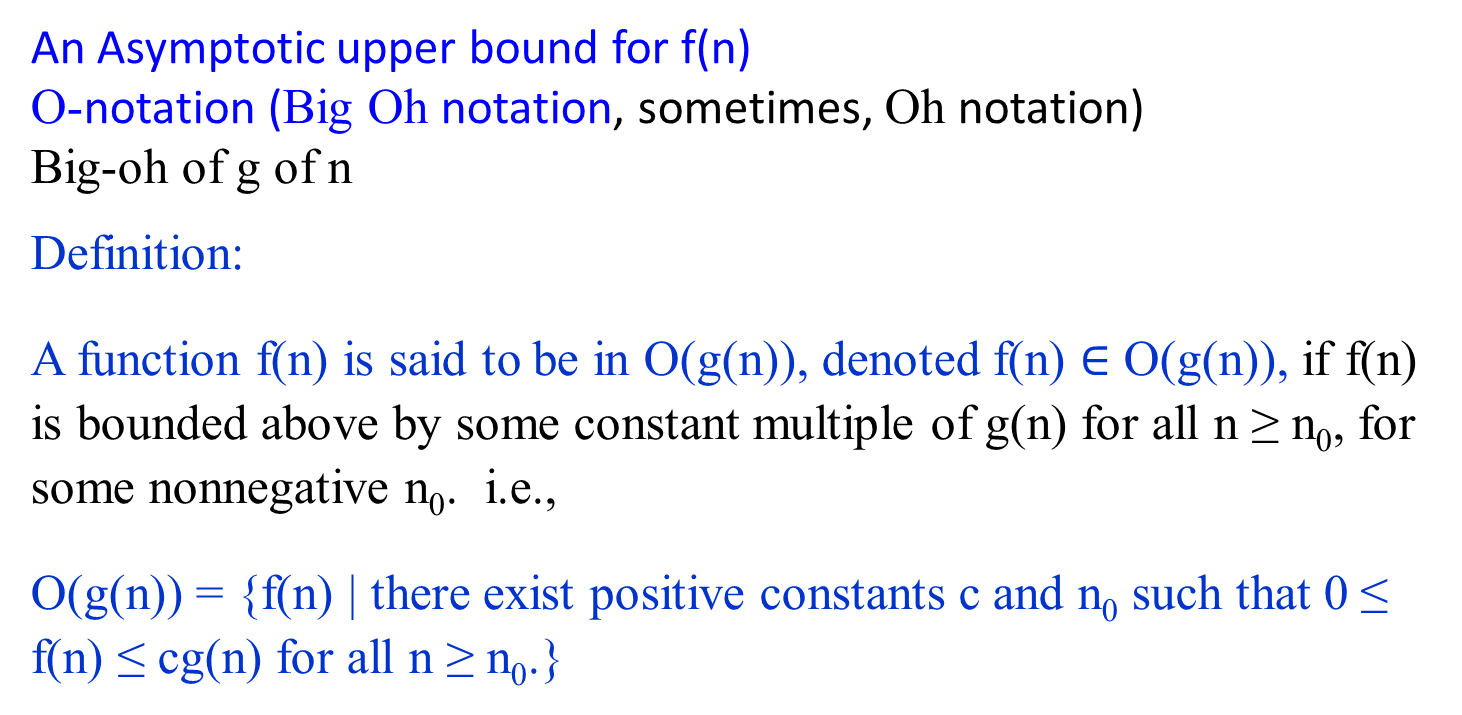 An Asymptotic upper bound for f(n)
O-notation (Big Oh notation, sometimes, Oh notation)
Big-oh of g of n
Definition:
A function f(n) is said to be in O(g(n)), denoted f(n) ∈ O(g(n)), if f(n)
is bounded above by some constant multiple of g(n) for all n ≥ n₀, for
some nonnegative n₀. i.e.,
O(g(n)) = {f(n) | there exist positive constants c and n₀ such that 0 ≤
f(n) ≤ cg(n) for all n ≥ n₀.}